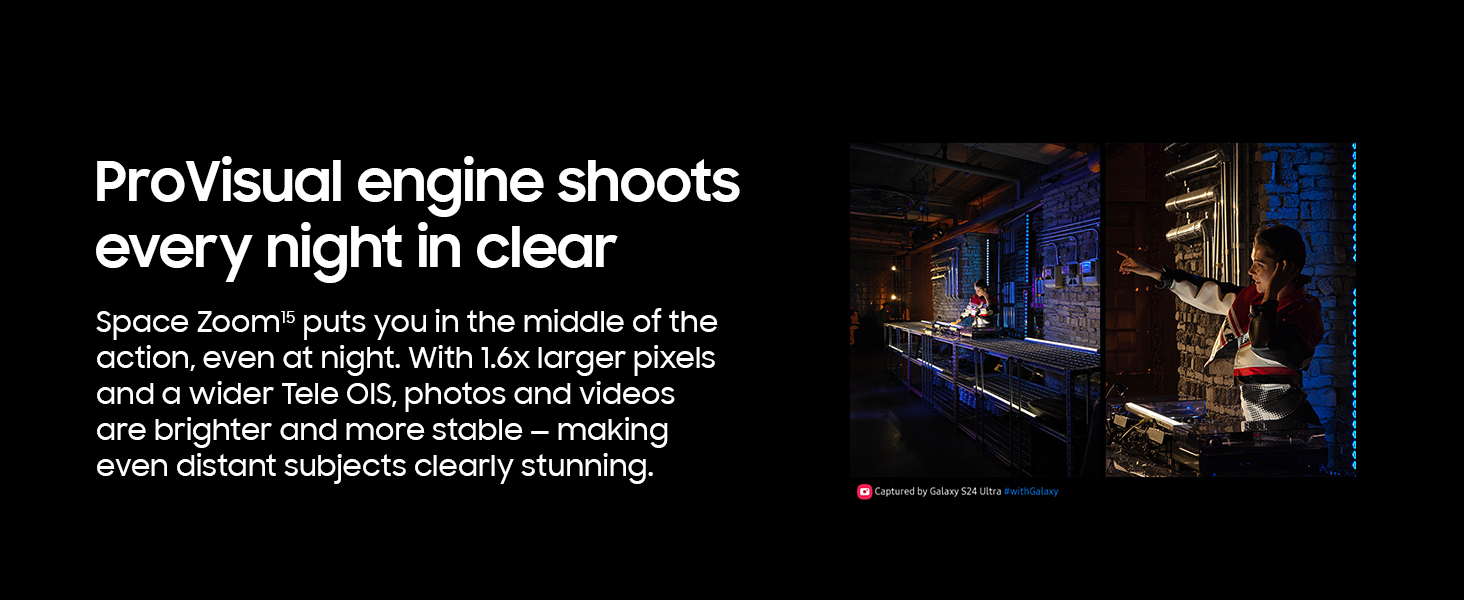 ProVisual engine shoots
every night in clear
Space Zoom¹⁵ puts you in the middle of the
action, even at night. With 1.6x larger pixels
and a wider Tele OIS, photos and videos
are brighter and more stable – making
even distant subjects clearly stunning.
Captured by Galaxy S24 Ultra #withGalaxy